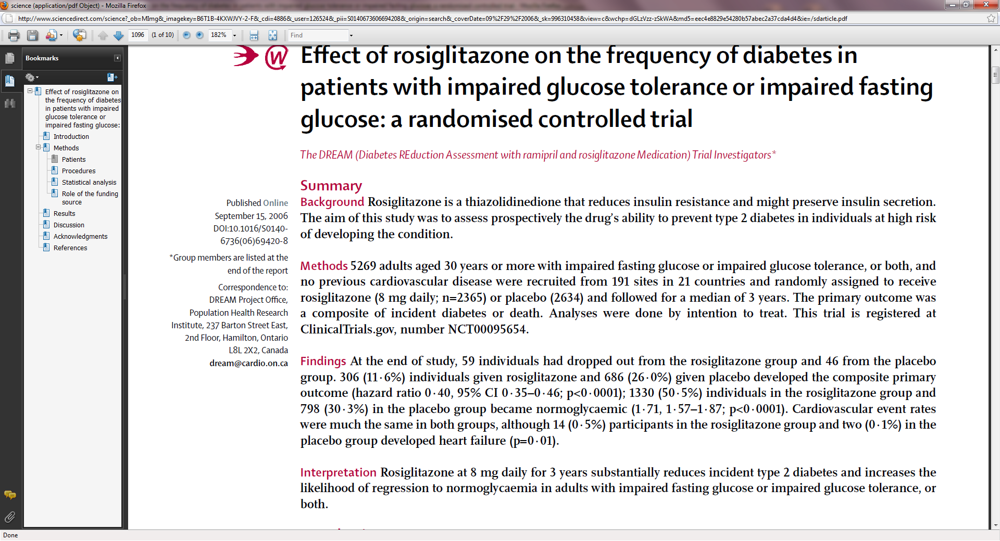 science (application/pdf Object) - Mozilla Firefox
http://www.sciencedirect.com/science?_ob=MImg&_imagekey=B6T1B-4KXWJVY-2-F&_cdi=4886&_user=126524&_pii=S0140673606694208&_origin=search&_coverDate=09%2F29%2F2006&_sk=996310458&view=c&wchp=dGLzVzz-zSkWA&md5=eec4e8829e54280b57abec2a37cda4d4&ie=/sdarticle.pdf
1096 (1 of 10) 182% Find
Bookmarks
Effect of rosiglitazone on
the frequency of diabetes
in patients with impaired
glucose tolerance or
impaired fasting glucose:
Introduction
Methods
Patients
Procedures
Statistical analysis
Role of the funding
source
Results
Discussion
Acknowledgments
References
W
Effect of rosiglitazone on the frequency of diabetes in
patients with impaired glucose tolerance or impaired fasting
glucose: a randomised controlled trial
The DREAM (Diabetes REduction Assessment with ramipril and rosiglitazone Medication) Trial Investigators*
Published Online
September 15, 2006
DOI:10.1016/S0140-
6736(06)69420-8
*Group members are listed at the
end of the report
Correspondence to:
DREAM Project Office,
Population Health Research
Institute, 237 Barton Street East,
2nd Floor, Hamilton, Ontario
L8L 2X2, Canada
dream@cardio.on.ca
Summary
Background Rosiglitazone is a thiazolidinedione that reduces insulin resistance and might preserve insulin secretion.
The aim of this study was to assess prospectively the drug's ability to prevent type 2 diabetes in individuals at high risk
of developing the condition.
Methods 5269 adults aged 30 years or more with impaired fasting glucose or impaired glucose tolerance, or both, and
no previous cardiovascular disease were recruited from 191 sites in 21 countries and randomly assigned to receive
rosiglitazone (8 mg daily; n=2365) or placebo (2634) and followed for a median of 3 years. The primary outcome was
a composite of incident diabetes or death. Analyses were done by intention to treat. This trial is registered at
ClinicalTrials.gov, number NCT00095654.
Findings At the end of study, 59 individuals had dropped out from the rosiglitazone group and 46 from the placebo
group. 306 (11·6%) individuals given rosiglitazone and 686 (26·0%) given placebo developed the composite primary
outcome (hazard ratio 0·40, 95% CI 0·35–0·46; p<0·0001); 1330 (50·5%) individuals in the rosiglitazone group and
798 (30·3%) in the placebo group became normoglycaemic (1·71, 1·57–1·87; p<0·0001). Cardiovascular event rates
were much the same in both groups, although 14 (0·5%) participants in the rosiglitazone group and two (0·1%) in the
placebo group developed heart failure (p=0·01).
Interpretation Rosiglitazone at 8 mg daily for 3 years substantially reduces incident type 2 diabetes and increases the
likelihood of regression to normoglycaemia in adults with impaired fasting glucose or impaired glucose tolerance, or
both.
Done